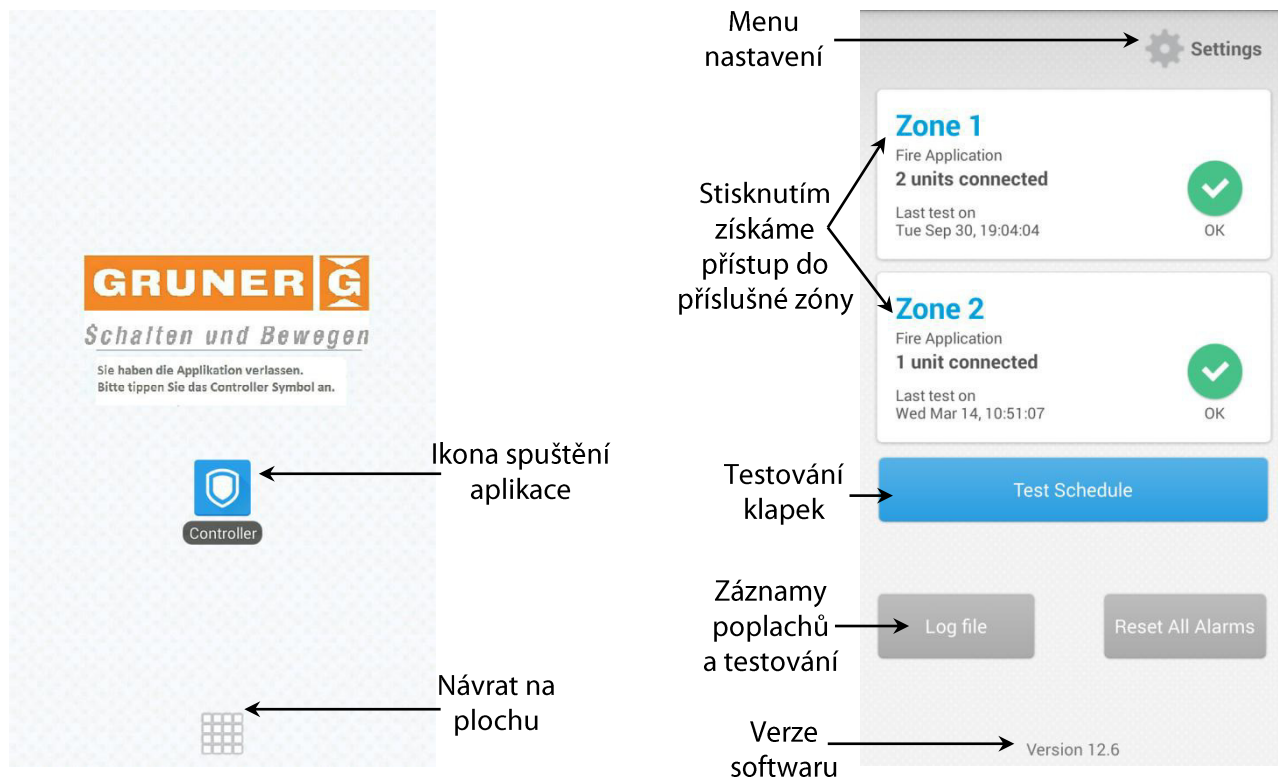 GRUNER G
Schalten und Bewegen
Sie haben die Applikation verlassen.
Bitte tippen Sie das Controller Symbol an.
Ikona spuštění
aplikace
Controller
Návrat na
plochu
Menu
nastavení
Settings
Zone 1
Fire Application
2 units connected
Last test on
Tue Sep 30, 19:04:04
OK
Stisknutím
získáme
přístup do
příslušné zóny
Zone 2
Fire Application
1 unit connected
Last test on
Wed Mar 14, 10:51:07
OK
Testování
klapek
Test Schedule
Záznamy
poplachů
a testování
Log file
Reset All Alarms
Verze
softwaru
Version 12.6